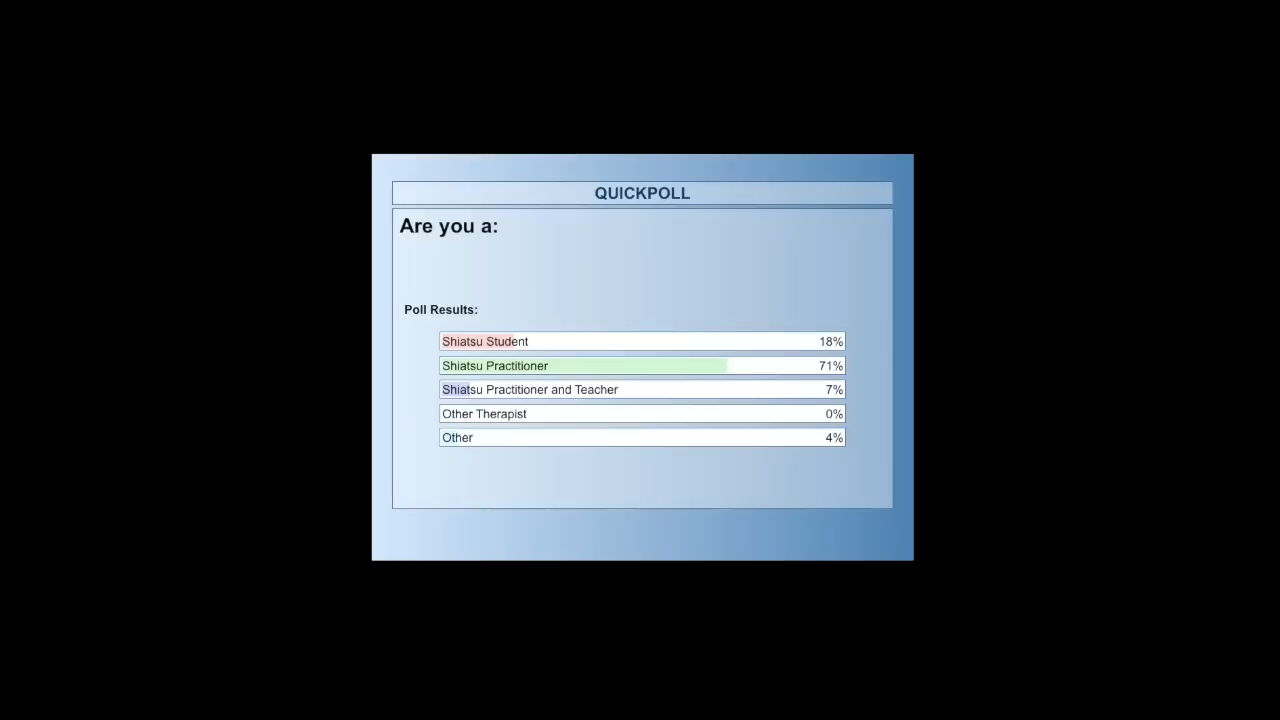 QUICKPOLL
Are you a:
Poll Results:
Shiatsu Student 18%
Shiatsu Practitioner 71%
Shiatsu Practitioner and Teacher 7%
Other Therapist 0%
Other 4%